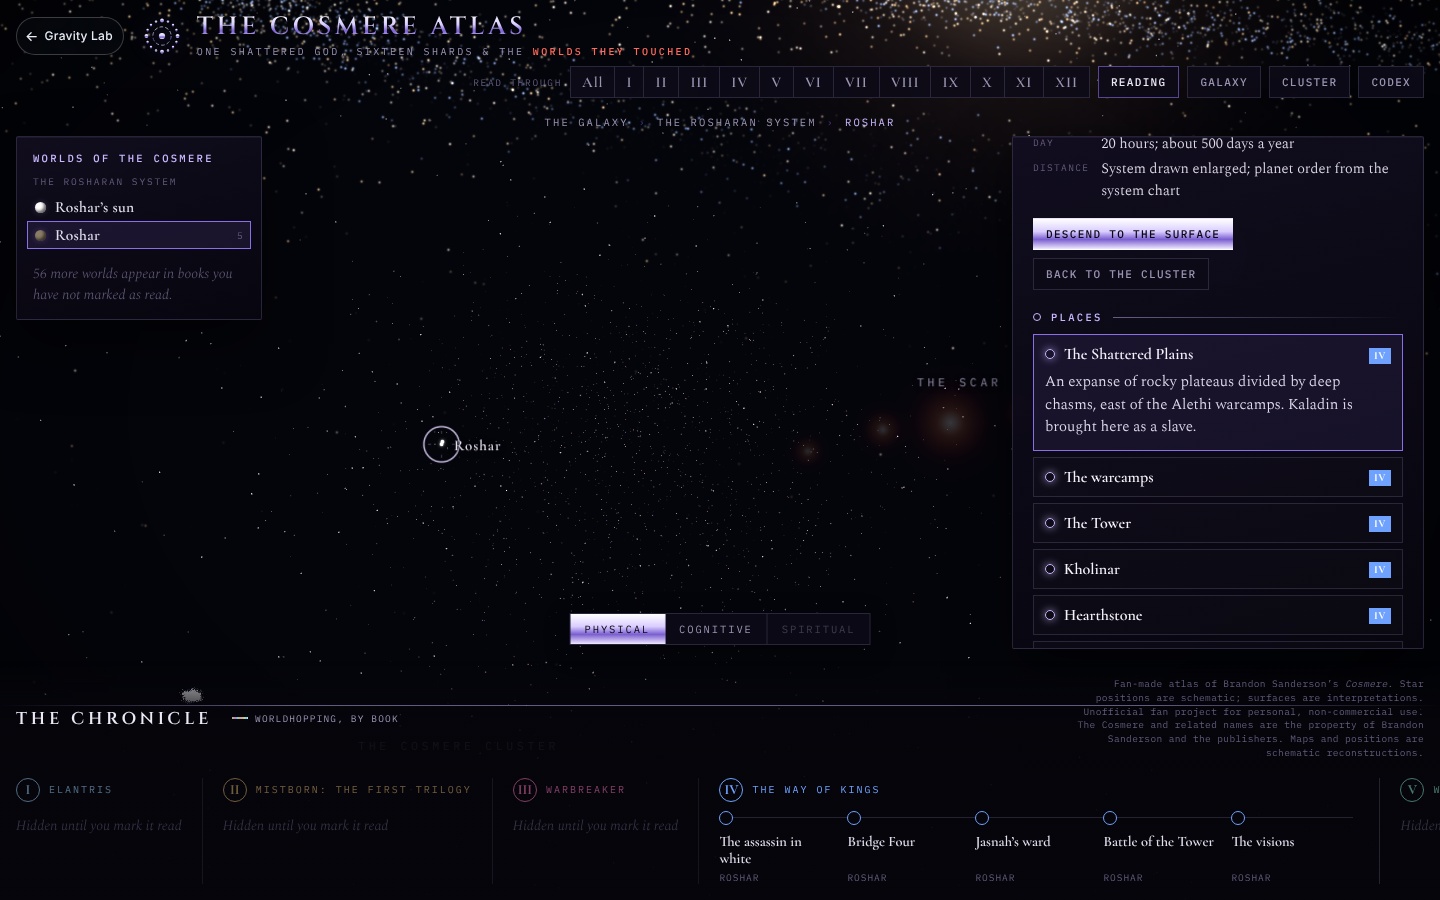 ← Gravity Lab
THE COSMERE ATLAS
ONE SHATTERED GOD, SIXTEEN SHARDS & THE WORLDS THEY TOUCHED
READ THROUGH
All I II III IV V VI VII VIII IX X XI XII
READING
GALAXY
CLUSTER
CODEX
THE GALAXY THE ROSHARAN SYSTEM ROSHAR
WORLDS OF THE COSMERE
THE ROSHARAN SYSTEM
Roshar’s sun
Roshar 5
56 more worlds appear in books you
have not marked as read.
DAY 20 hours; about 500 days a year
DISTANCE System drawn enlarged; planet order from the
system chart
DESCEND TO THE SURFACE
BACK TO THE CLUSTER
PLACES
The Shattered Plains IV
An expanse of rocky plateaus divided by deep
chasms, east of the Alethi warcamps. Kaladin is
brought here as a slave.
The warcamps IV
The Tower IV
Kholinar IV
Hearthstone IV
THE SCAR
Roshar
PHYSICAL COGNITIVE SPIRITUAL
Fan-made atlas of Brandon Sanderson’s Cosmere. Star
positions are schematic; surfaces are interpretations.
Unofficial fan project for personal, non-commercial use.
The Cosmere and related names are the property of Brandon
Sanderson and the publishers. Maps and positions are
schematic reconstructions.
THE CHRONICLE
WORLDHOPPING, BY BOOK
THE COSMERE CLUSTER
I ELANTRIS
Hidden until you mark it read
II MISTBORN: THE FIRST TRILOGY
Hidden until you mark it read
III WARBREAKER
Hidden until you mark it read
IV THE WAY OF KINGS
The assassin in
white
ROSHAR
Bridge Four
ROSHAR
Jasnah’s ward
ROSHAR
Battle of the Tower
ROSHAR
The visions
ROSHAR
V W
Hidden